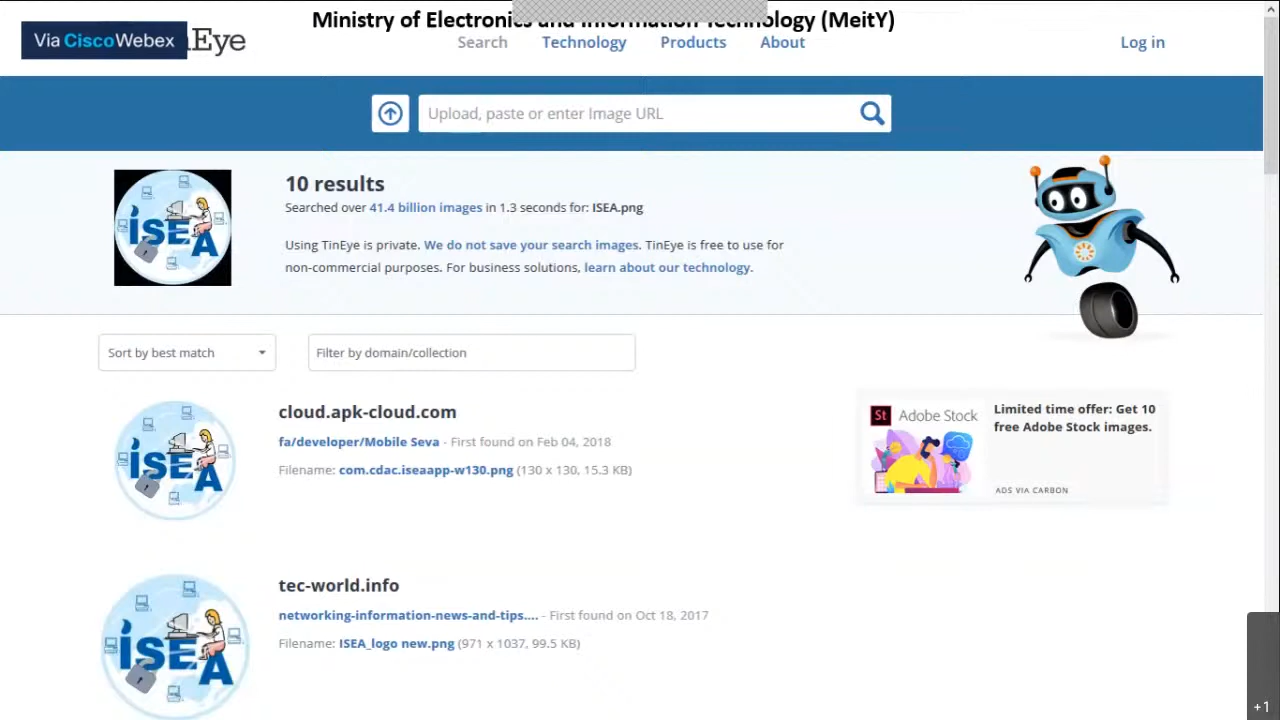 Ministry of Electronics and Information Technology (MeitY)
Via CiscoWebex
Eye
Search Technology Products About Log in
Upload, paste or enter Image URL
ISEA
10 results
Searched over 41.4 billion images in 1.3 seconds for: ISEA.png
Using TinEye is private. We do not save your search images. TinEye is free to use for
non-commercial purposes. For business solutions, learn about our technology.
Sort by best match
Filter by domain/collection
ISEA
cloud.apk-cloud.com
fa/developer/Mobile Seva - First found on Feb 04, 2018
Filename: com.cdac.iseaapp-w130.png (130 x 130, 15.3 KB)
St Adobe Stock
Limited time offer: Get 10
free Adobe Stock images.
ADS VIA CARBON
ISEA
tec-world.info
networking-information-news-and-tips.... - First found on Oct 18, 2017
Filename: ISEA_logo new.png (971 x 1037, 99.5 KB)
+1